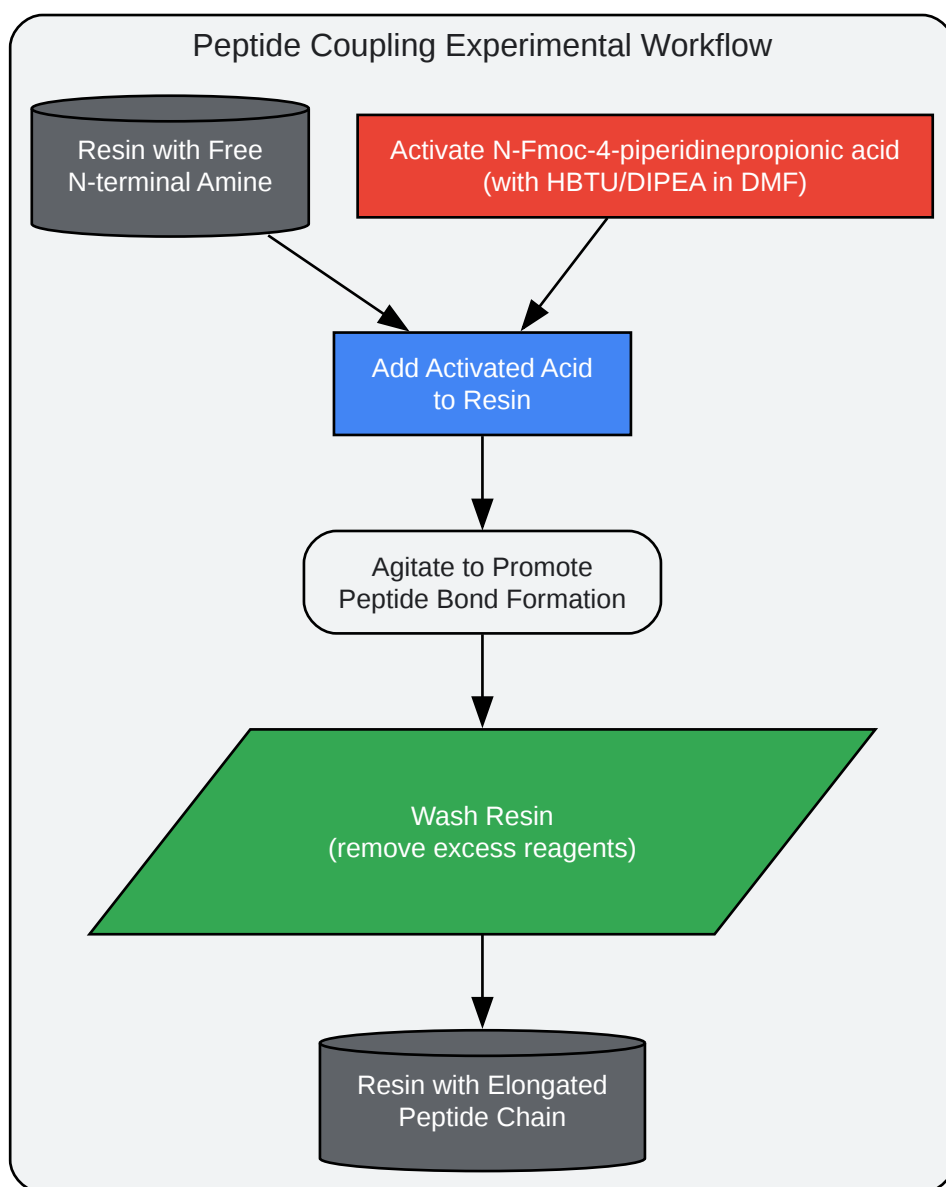 Peptide Coupling Experimental Workflow
Resin with Free
N-terminal Amine
Activate N-Fmoc-4-piperidinepropionic acid
(with HBTU/DIPEA in DMF)
Add Activated Acid
to Resin
Agitate to Promote
Peptide Bond Formation
Wash Resin
(remove excess reagents)
Resin with Elongated
Peptide Chain